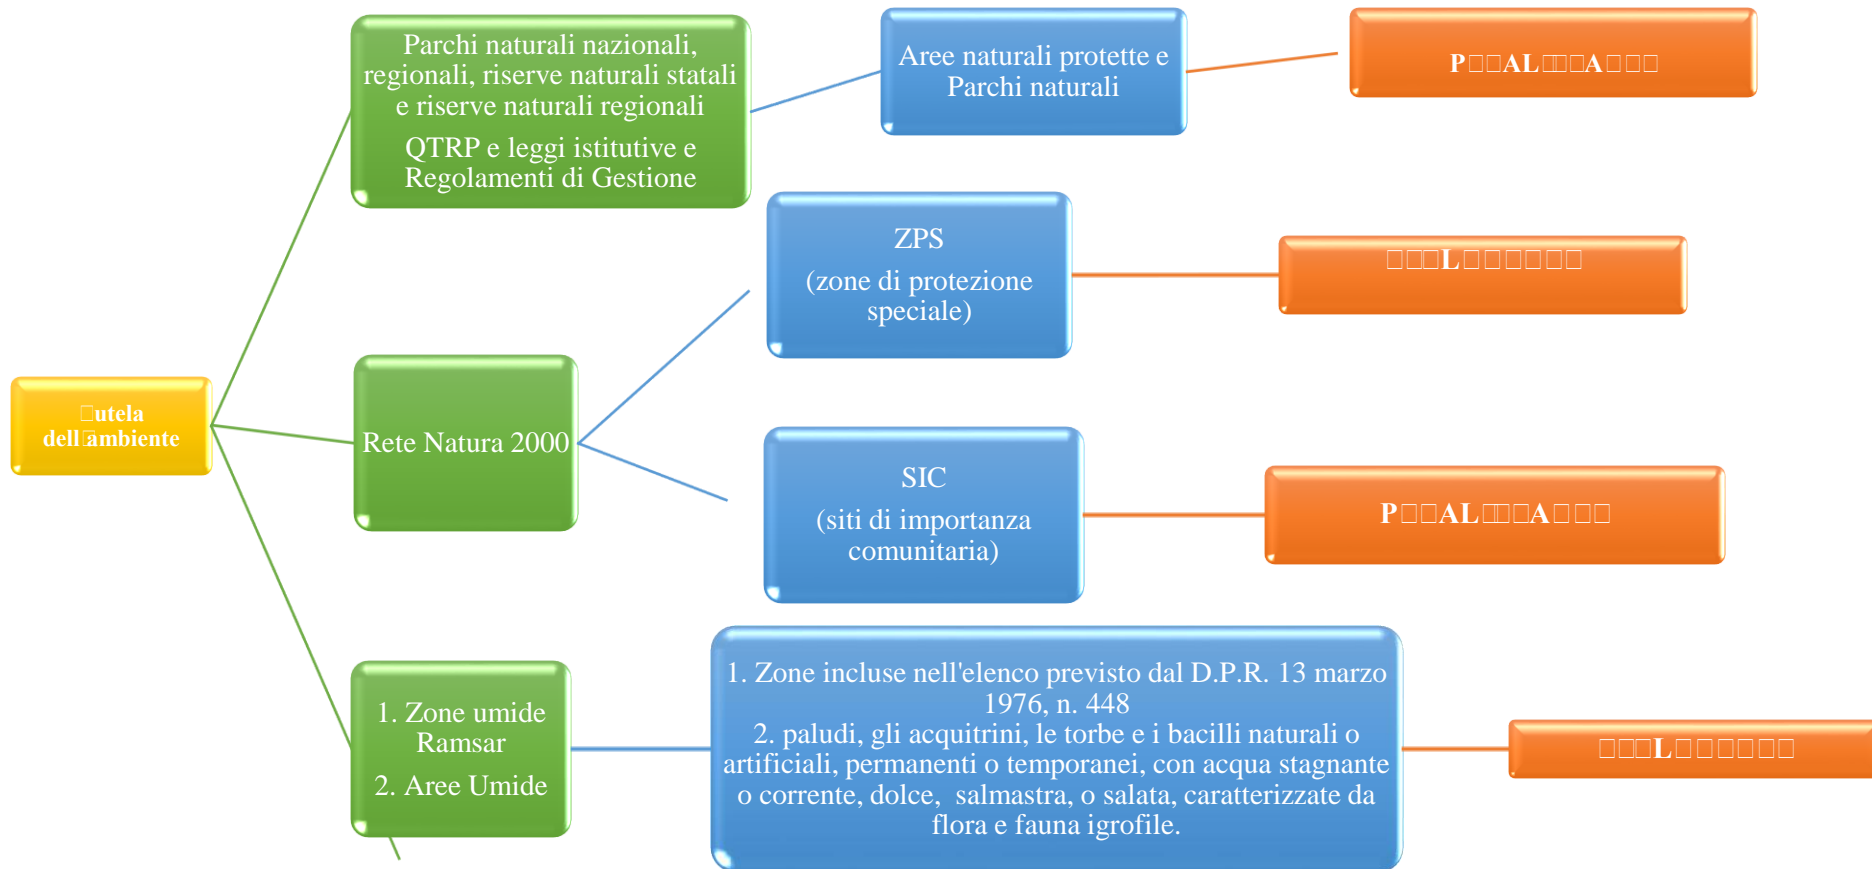 Parchi naturali nazionali,
regionali, riserve naturali statali
e riserve naturali regionali
QTRP e leggi istitutive e
Regolamenti di Gestione
Aree naturali protette e
Parchi naturali
ZPS
(zone di protezione
speciale)
dell'ambiente
Rete Natura 2000
SIC
(siti di importanza
comunitaria)
1. Zone umide
Ramsar
2. Aree Umide
1. Zone incluse nell'elenco previsto dal D.P.R. 13 marzo
1976, n. 448
2. paludi, gli acquitrini, le torbe e i bacilli naturali o
artificiali, permanenti o temporanei, con acqua stagnante
o corrente, dolce, salmastra, o salata, caratterizzate da
flora e fauna igrofile.